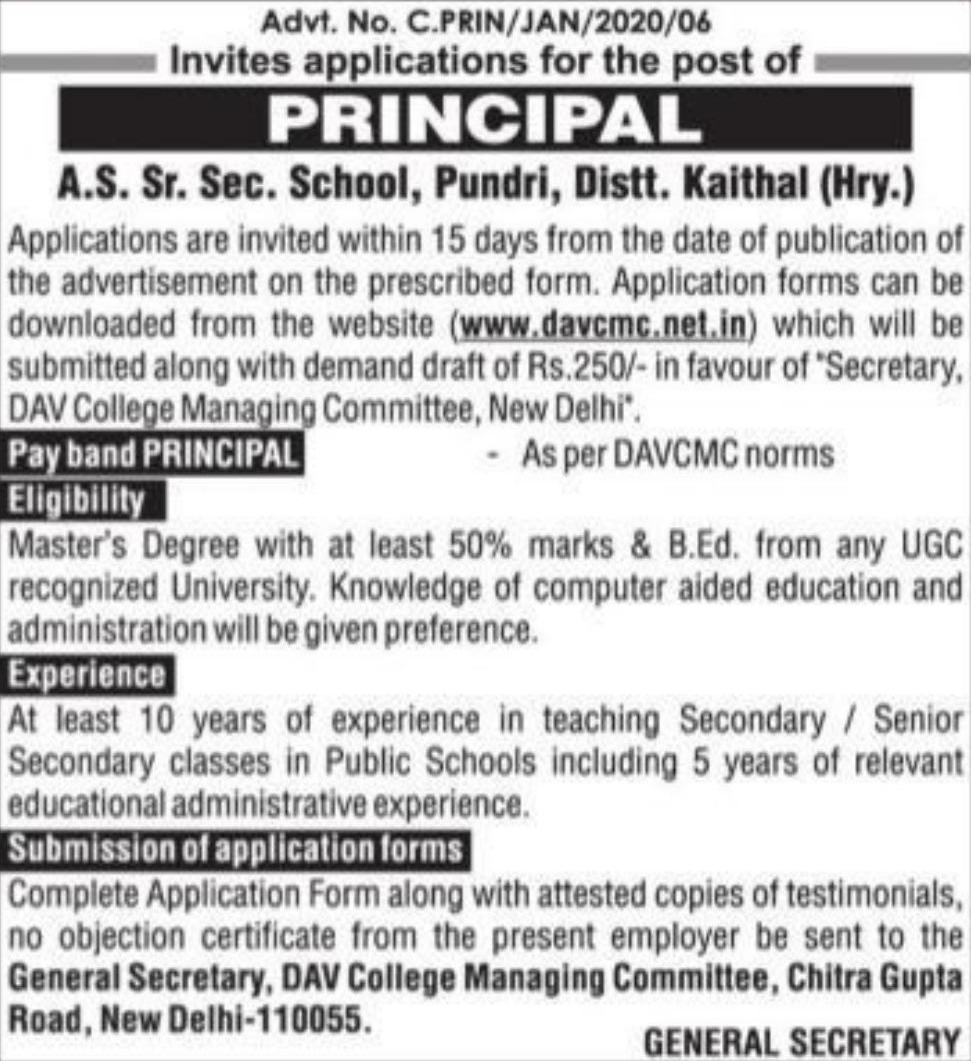 Advt. No. C.PRIN/JAN/2020/06
Invites applications for the post of
PRINCIPAL
A.S. Sr. Sec. School, Pundri, Distt. Kaithal (Hry.)
Applications are invited within 15 days from the date of publication of
the advertisement on the prescribed form. Application forms can be
downloaded from the website (www.davcmc.net.in) which will be
submitted along with demand draft of Rs.250/- in favour of "Secretary,
DAV College Managing Committee, New Delhi".
Pay band PRINCIPAL - As per DAVCMC norms
Eligibility
Master's Degree with at least 50% marks & B.Ed. from any UGC
recognized University. Knowledge of computer aided education and
administration will be given preference.
Experience
At least 10 years of experience in teaching Secondary / Senior
Secondary classes in Public Schools including 5 years of relevant
educational administrative experience.
Submission of application forms
Complete Application Form along with attested copies of testimonials,
no objection certificate from the present employer be sent to the
General Secretary, DAV College Managing Committee, Chitra Gupta
Road, New Delhi-110055.
GENERAL SECRETARY